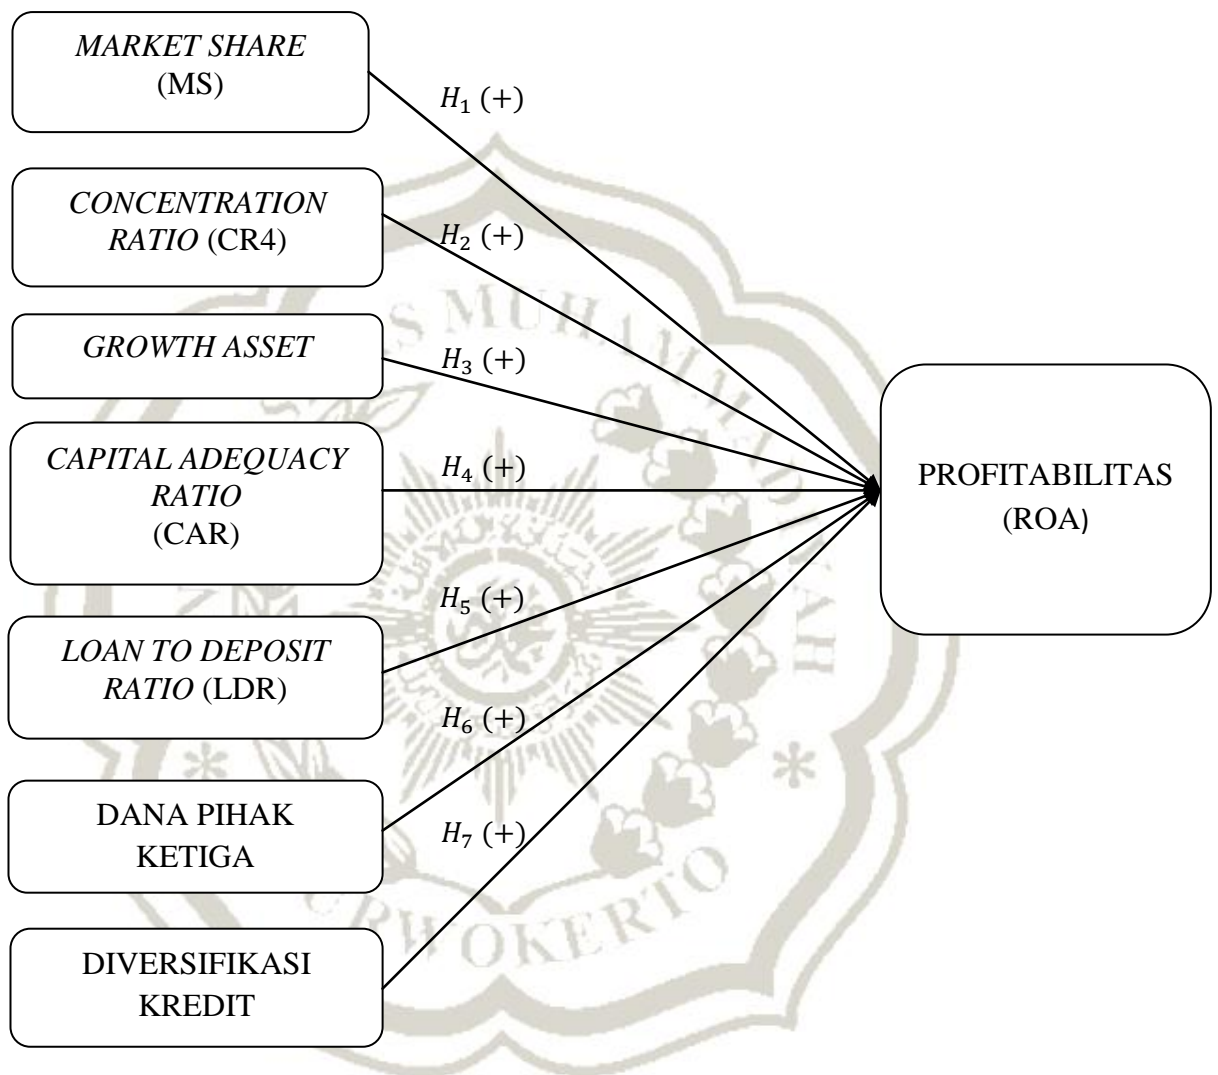 MARKET SHARE
(MS)
H₁ (+)
CONCENTRATION
RATIO (CR4)
H₂ (+)
GROWTH ASSET
H₃ (+)
CAPITAL ADEQUACY
RATIO
(CAR)
H₄ (+)
PROFITABILITAS
(ROA)
LOAN TO DEPOSIT
RATIO (LDR)
H₅ (+)
DANA PIHAK
KETIGA
H₆ (+)
DIVERSIFIKASI
KREDIT
H₇ (+)